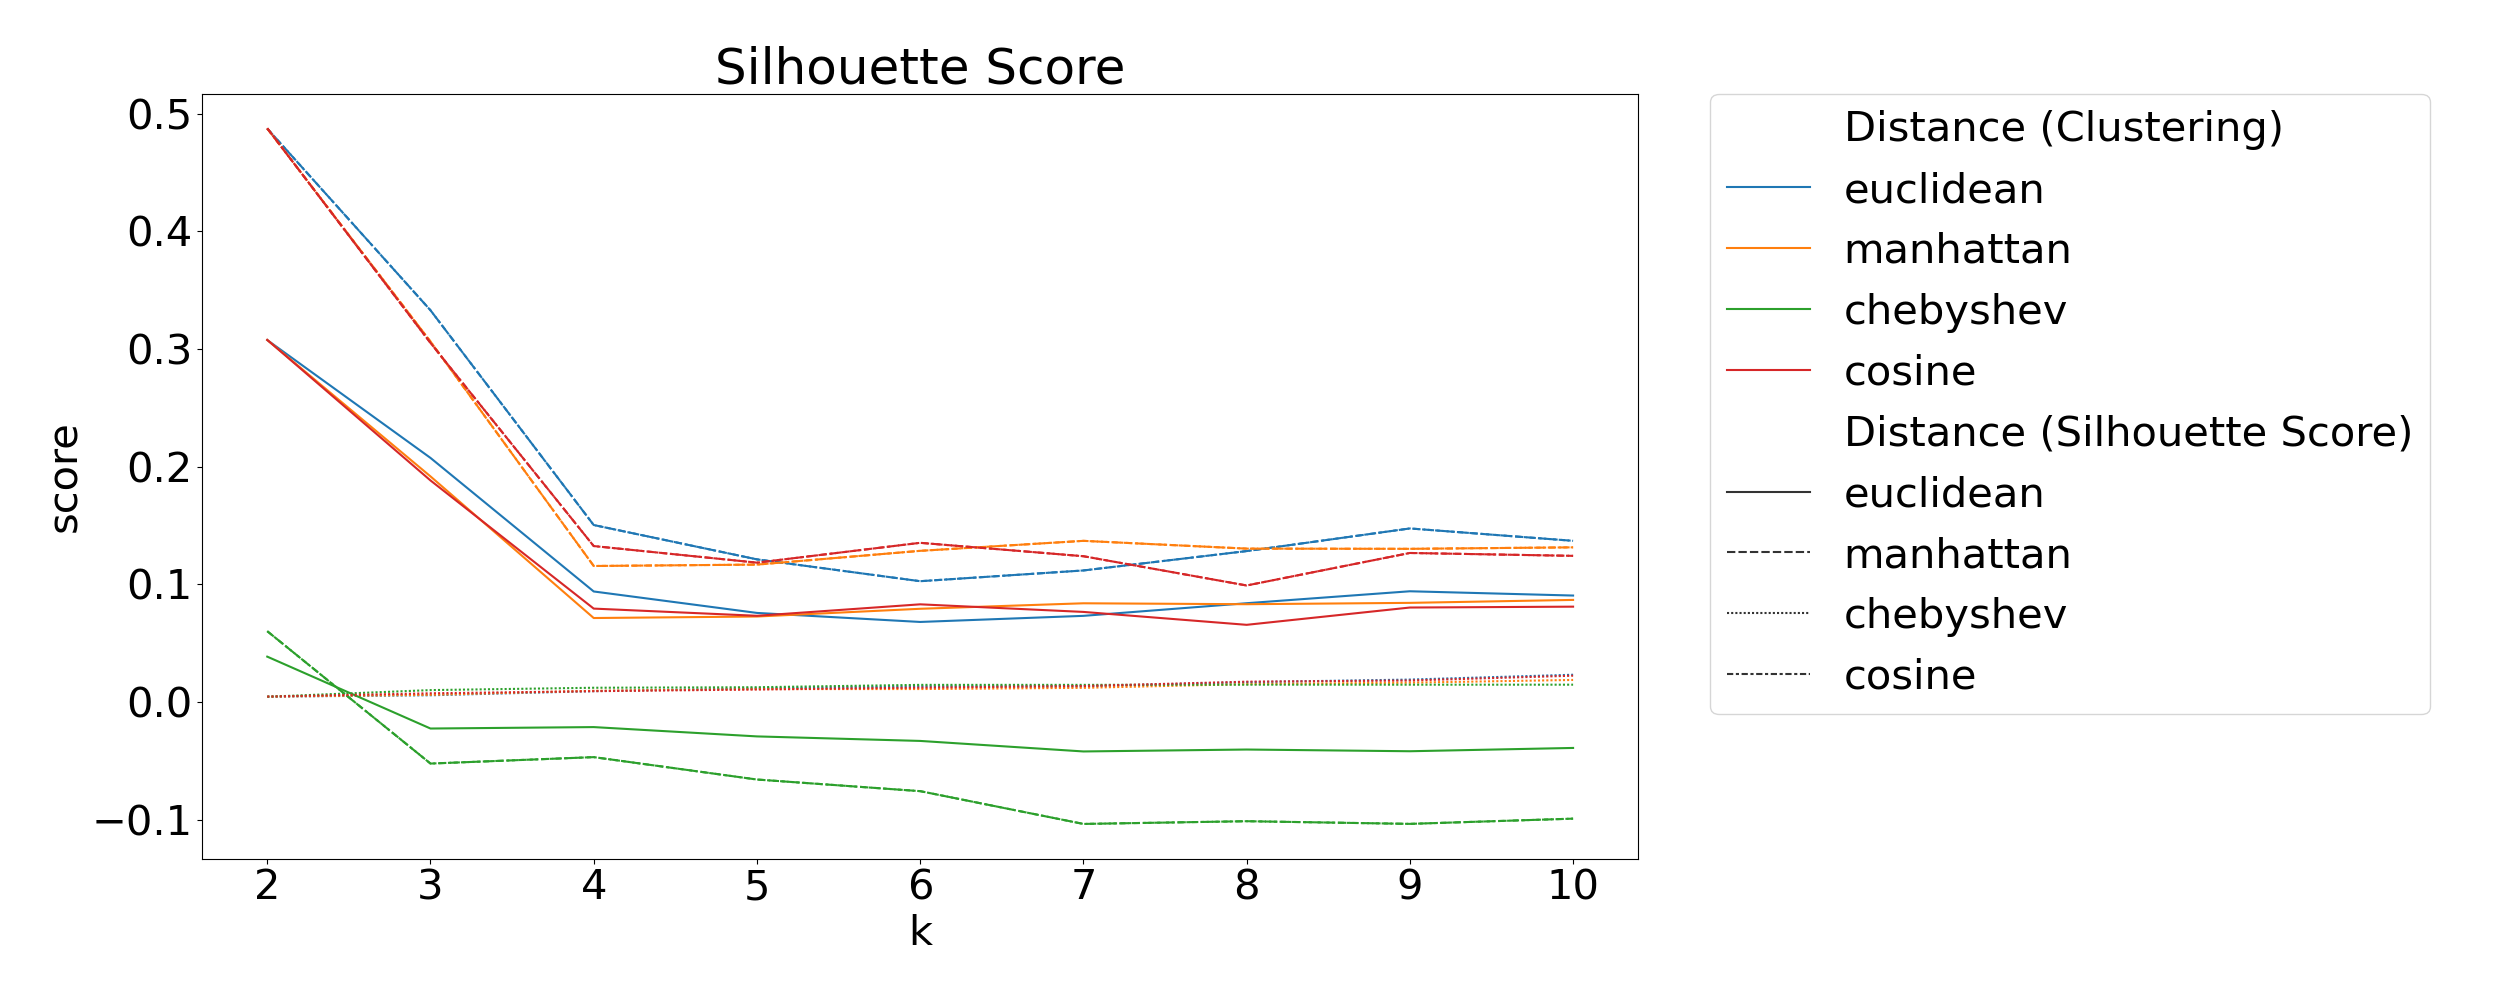 Silhouette Score
0.5
0.4
0.3
0.2
0.1
0.0
−0.1
score
2 3 4 5 6 7 8 9 10
k
Distance (Clustering)
euclidean
manhattan
chebyshev
cosine
Distance (Silhouette Score)
euclidean
manhattan
chebyshev
cosine